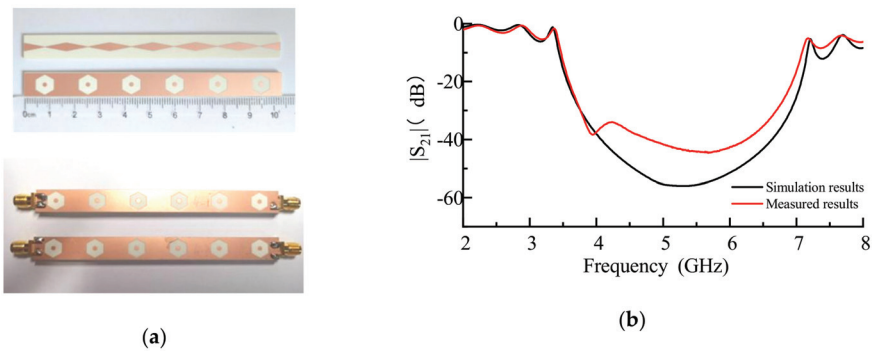 0cm 1 2 3 4 5 6 7 8 9 10
(a)
|S21|( dB)
0
-20
-40
-60
Simulation results
Measured results
2 3 4 5 6 7 8
Frequency (GHz)
(b)